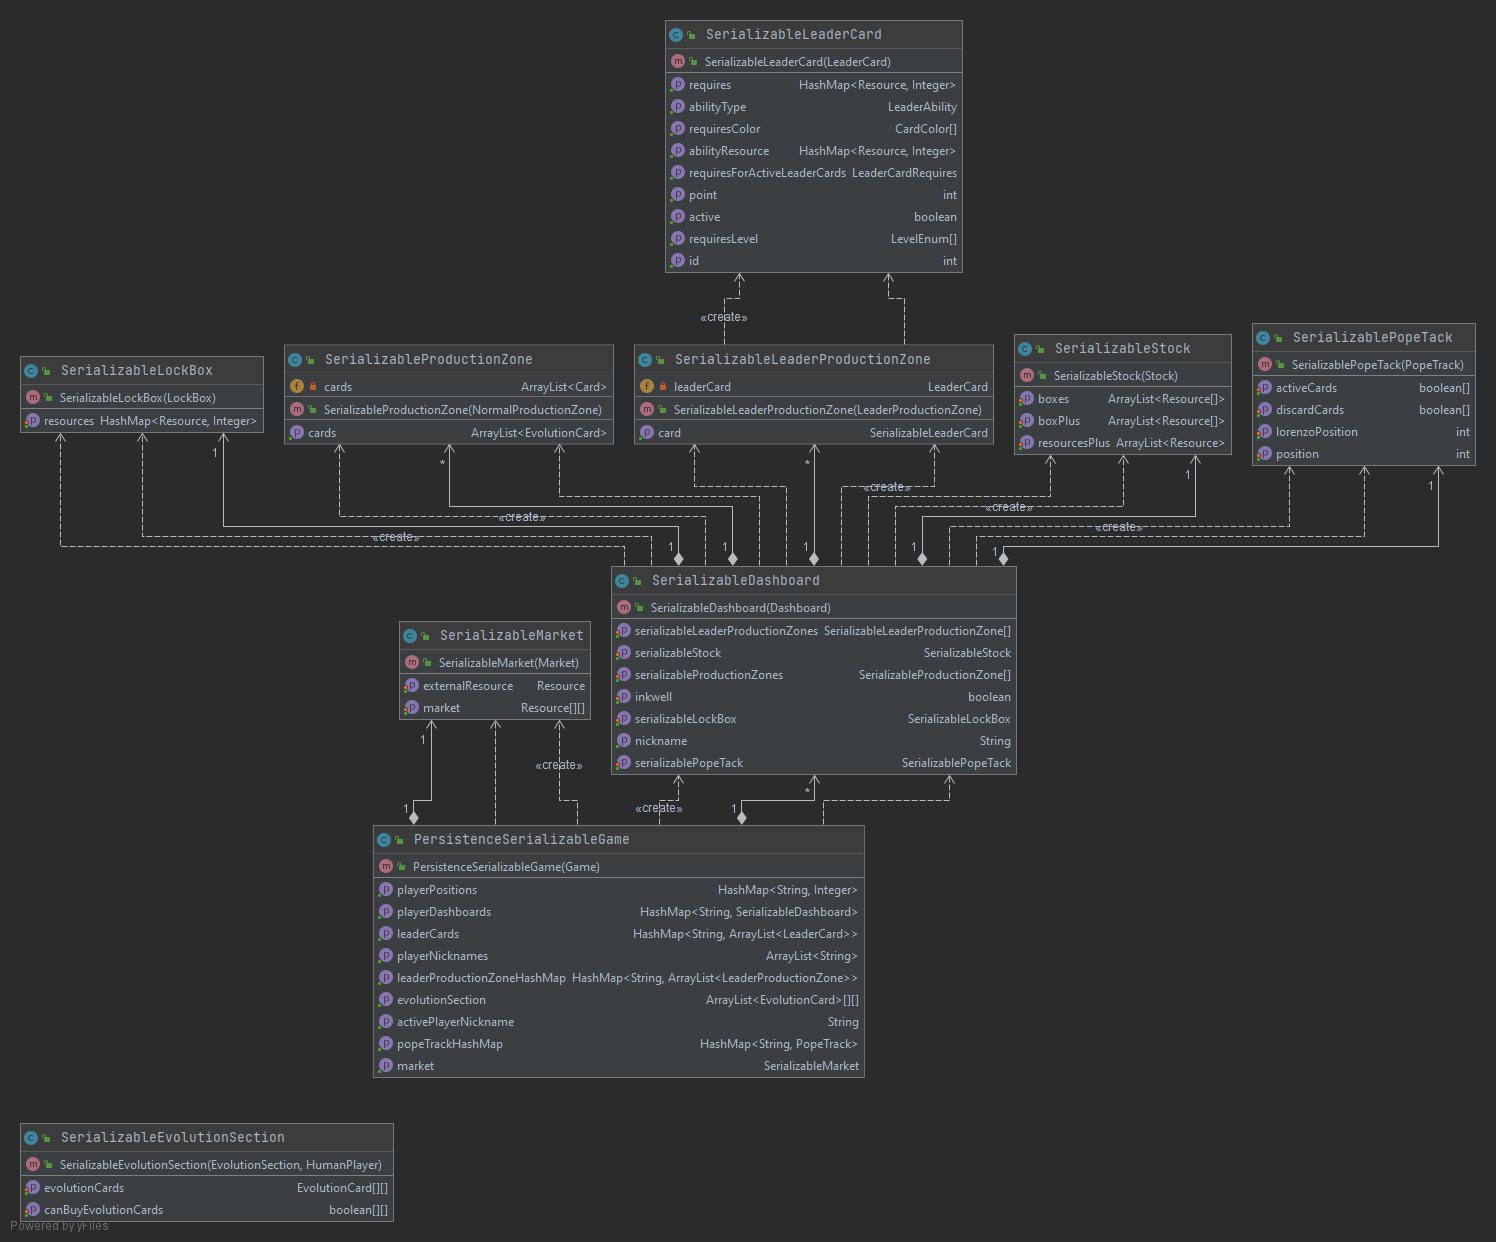 SerializableLeaderCard
SerializableLeaderCard(LeaderCard)
requires HashMap<Resource, Integer>
abilityType LeaderAbility
requiresColor CardColor[]
abilityResource HashMap<Resource, Integer>
requiresForActiveLeaderCards LeaderCardRequires
point int
active boolean
requiresLevel LevelEnum[]
id int
«create»
SerializableLockBox
SerializableLockBox(LockBox)
resources HashMap<Resource, Integer>
SerializableProductionZone
cards ArrayList<Card>
SerializableProductionZone(NormalProductionZone)
cards ArrayList<EvolutionCard>
SerializableLeaderProductionZone
leaderCard LeaderCard
SerializableLeaderProductionZone(LeaderProductionZone)
card SerializableLeaderCard
SerializableStock
SerializableStock(Stock)
boxes ArrayList<Resource[]>
boxPlus ArrayList<Resource[]>
resourcesPlus ArrayList<Resource>
SerializablePopeTack
SerializablePopeTack(PopeTrack)
activeCards boolean[]
discardCards boolean[]
lorenzoPosition int
position int
1 * * 1 1
«create»
«create»
«create»
«create»
«create»
1 1 1 1 1
SerializableDashboard
SerializableDashboard(Dashboard)
serializableLeaderProductionZones SerializableLeaderProductionZone[]
serializableStock SerializableStock
serializableProductionZones SerializableProductionZone[]
inkwell boolean
serializableLockBox SerializableLockBox
nickname String
serializablePopeTack SerializablePopeTack
SerializableMarket
SerializableMarket(Market)
externalResource Resource
market Resource[][]
1
«create»
*
1 «create» 1
PersistenceSerializableGame
PersistenceSerializableGame(Game)
playerPositions HashMap<String, Integer>
playerDashboards HashMap<String, SerializableDashboard>
leaderCards HashMap<String, ArrayList<LeaderCard>>
playerNicknames ArrayList<String>
leaderProductionZoneHashMap HashMap<String, ArrayList<LeaderProductionZone>>
evolutionSection ArrayList<EvolutionCard>[][]
activePlayerNickname String
popeTrackHashMap HashMap<String, PopeTrack>
market SerializableMarket
SerializableEvolutionSection
SerializableEvolutionSection(EvolutionSection, HumanPlayer)
evolutionCards EvolutionCard[][]
canBuyEvolutionCards boolean[][]
Powered by yFiles